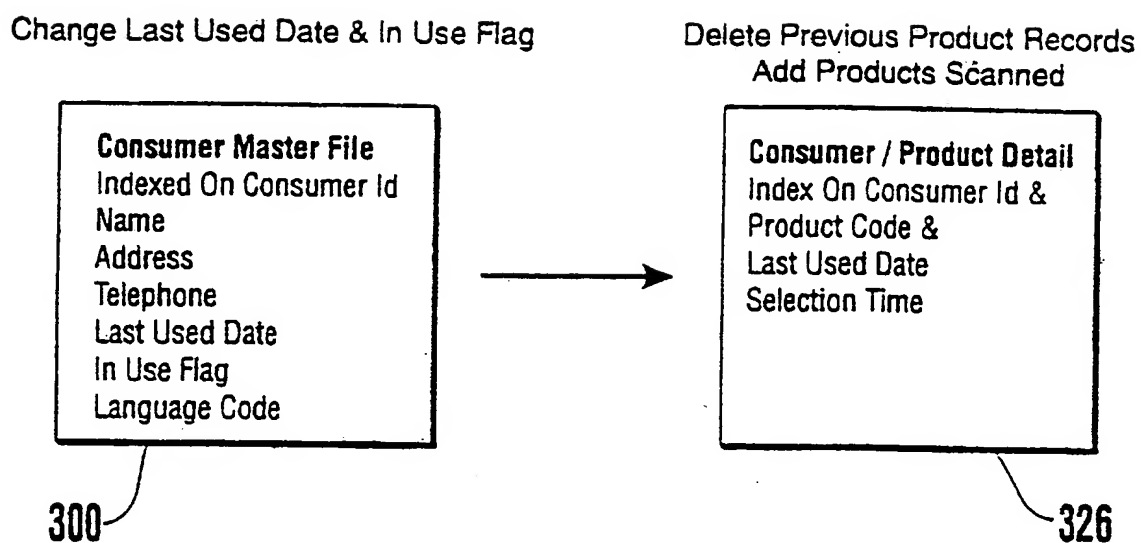 Change Last Used Date & In Use Flag
Delete Previous Product Records
Add Products Scanned
Consumer Master File
Indexed On Consumer Id
Name
Address
Telephone
Last Used Date
In Use Flag
Language Code
300
Consumer / Product Detail
Index On Consumer Id &
Product Code &
Last Used Date
Selection Time
326